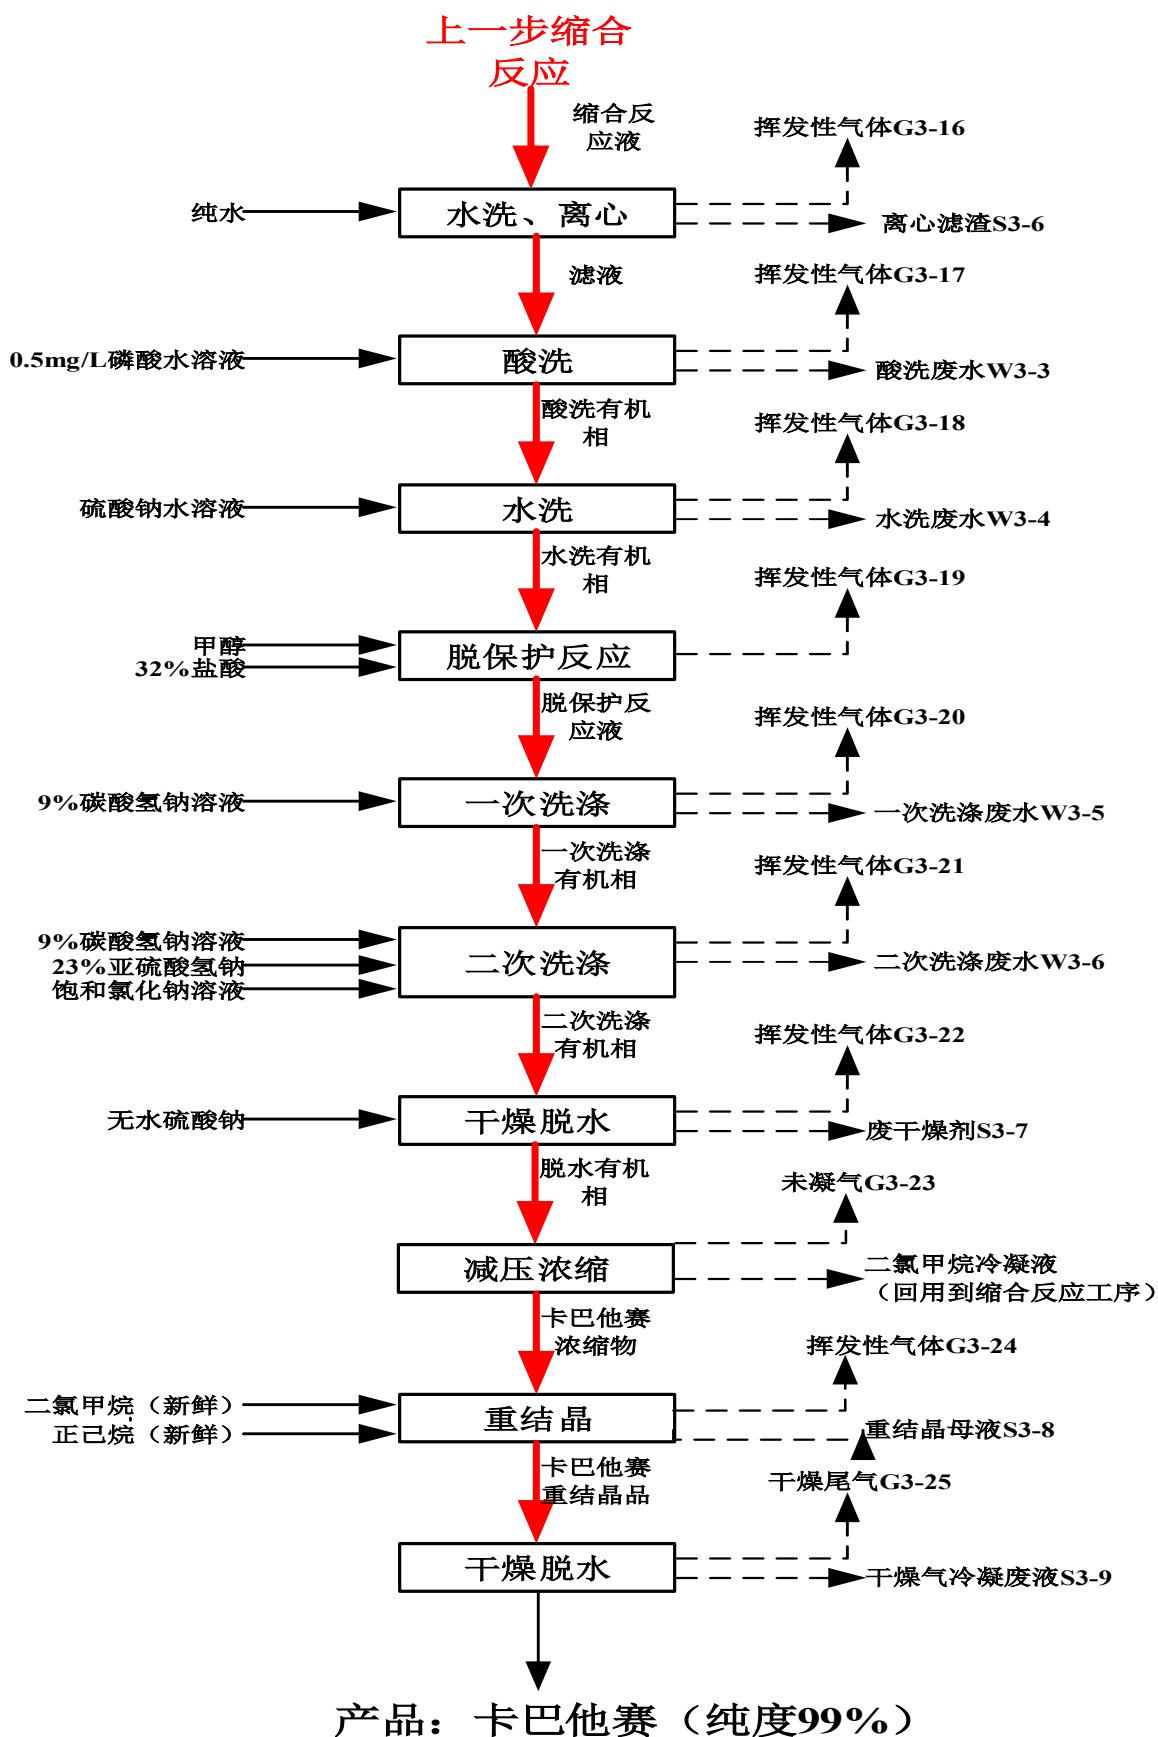 上一步缩合
反应
缩合反
应液
挥发性气体G3-16
纯水
水洗、离心
离心滤渣S3-6
滤液
挥发性气体G3-17
0.5mg/L磷酸水溶液
酸洗
酸洗废水W3-3
酸洗有机
相
挥发性气体G3-18
硫酸钠水溶液
水洗
水洗废水W3-4
水洗有机
相
挥发性气体G3-19
甲醇
32%盐酸
脱保护反应
脱保护反
应液
挥发性气体G3-20
9%碳酸氢钠溶液
一次洗涤
一次洗涤废水W3-5
一次洗涤
有机相
挥发性气体G3-21
9%碳酸氢钠溶液
23%亚硫酸氢钠
饱和氯化钠溶液
二次洗涤
二次洗涤废水W3-6
二次洗涤
有机相
挥发性气体G3-22
无水硫酸钠
干燥脱水
废干燥剂S3-7
脱水有机
相
未凝气G3-23
减压浓缩
二氯甲烷冷凝液
（回用到缩合反应工序）
卡巴他赛
浓缩物
挥发性气体G3-24
二氯甲烷（新鲜）
正己烷（新鲜）
重结晶
重结晶母液S3-8
卡巴他赛
重结晶品
干燥尾气G3-25
干燥脱水
干燥气冷凝废液S3-9
产品：卡巴他赛（纯度99%）